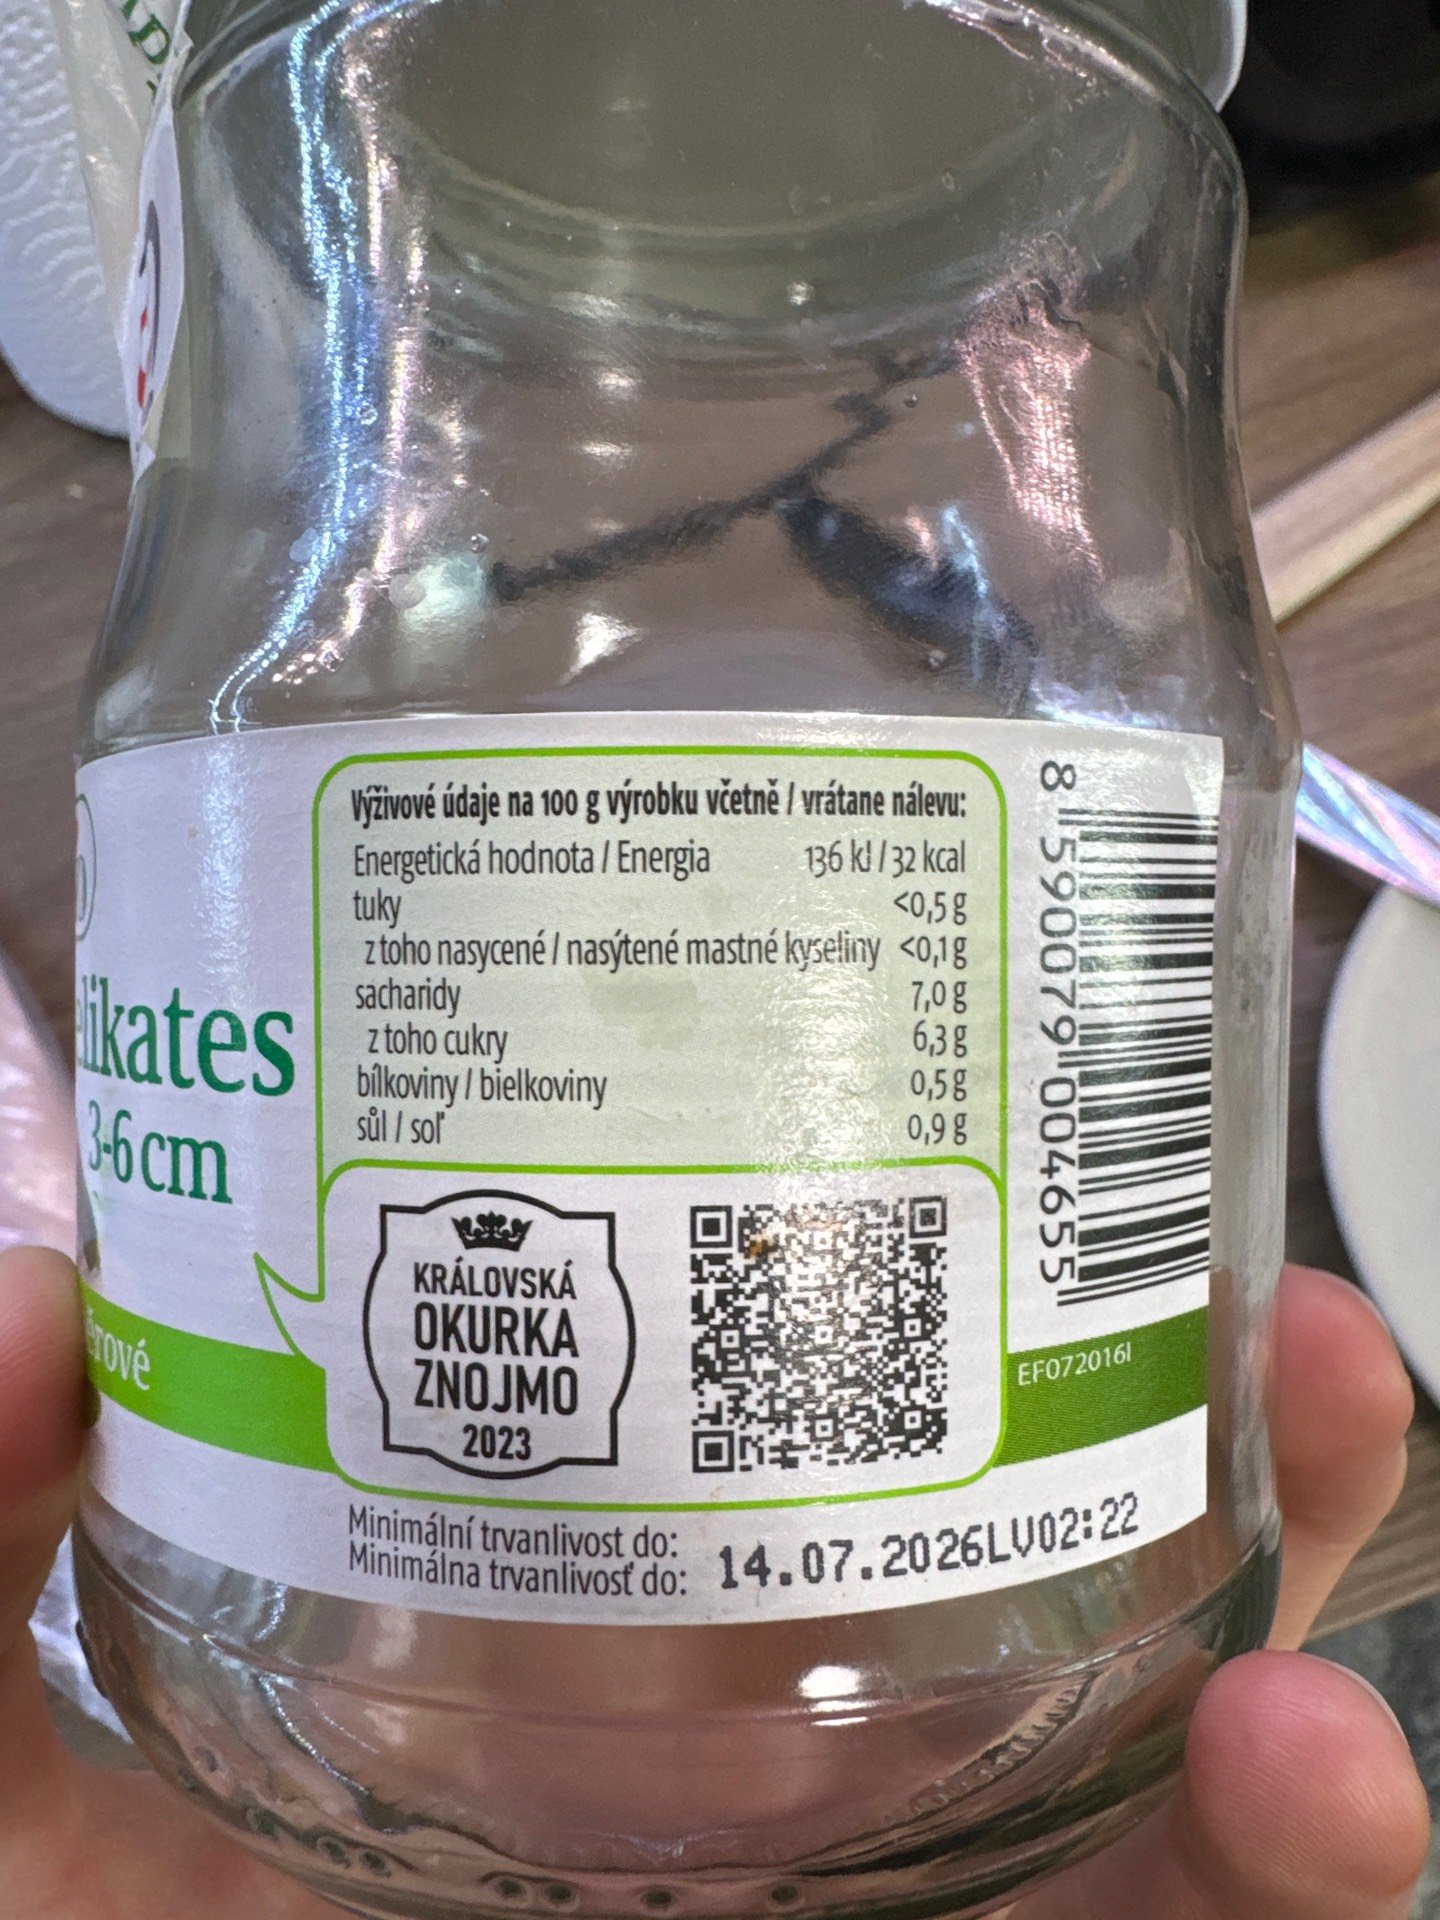 Výživové údaje na 100 g výrobku včetně / vrátane nálevu:
Energetická hodnota / Energia 136 kJ / 32 kcal
tuky <0,5 g
z toho nasycené / nasýtené mastné kyseliny <0,1 g
sacharidy 7,0 g
z toho cukry 6,3 g
bílkoviny / bielkoviny 0,5 g
sůl / soľ 0,9 g
likates
3-6 cm
ěrové
KRÁLOVSKÁ
OKURKA
ZNOJMO
2023
8 590079 004655
EF072016I
Minimální trvanlivost do:
Minimálna trvanlivosť do: 14.07.2026LV02:22